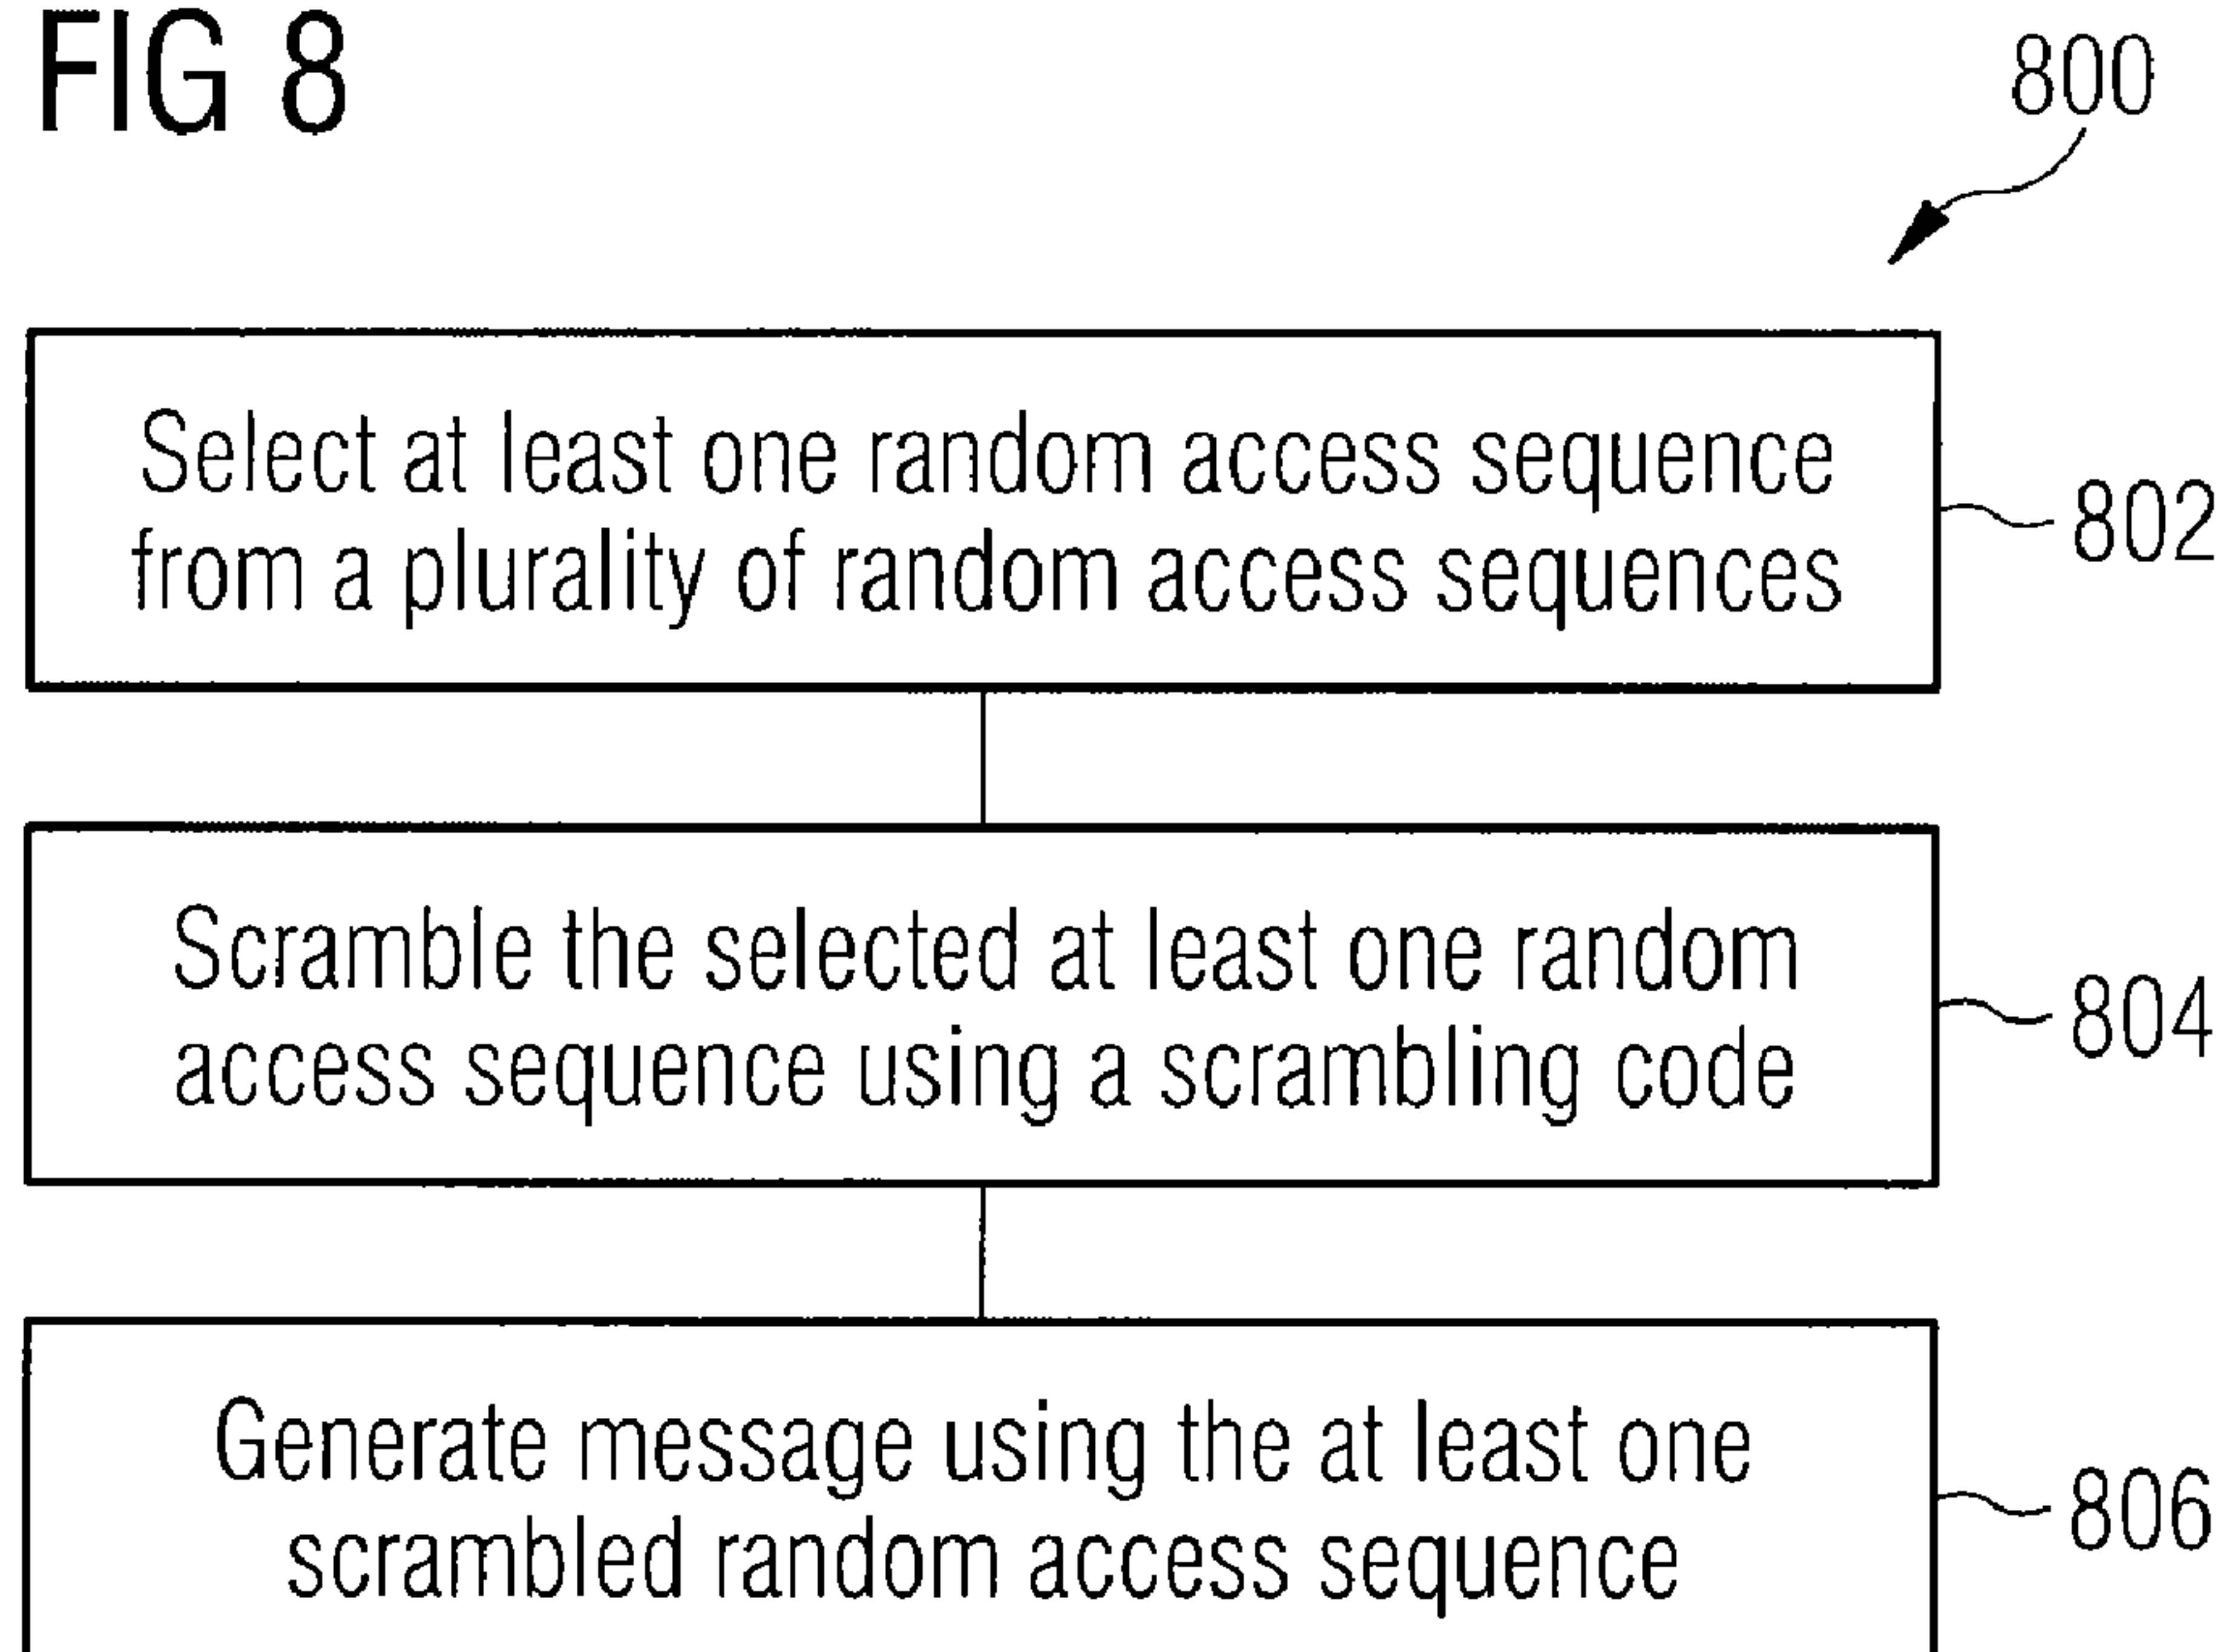 FIG 8
800
Select at least one random access sequence
from a plurality of random access sequences
802
Scramble the selected at least one random
access sequence using a scrambling code
804
Generate message using the at least one
scrambled random access sequence
806